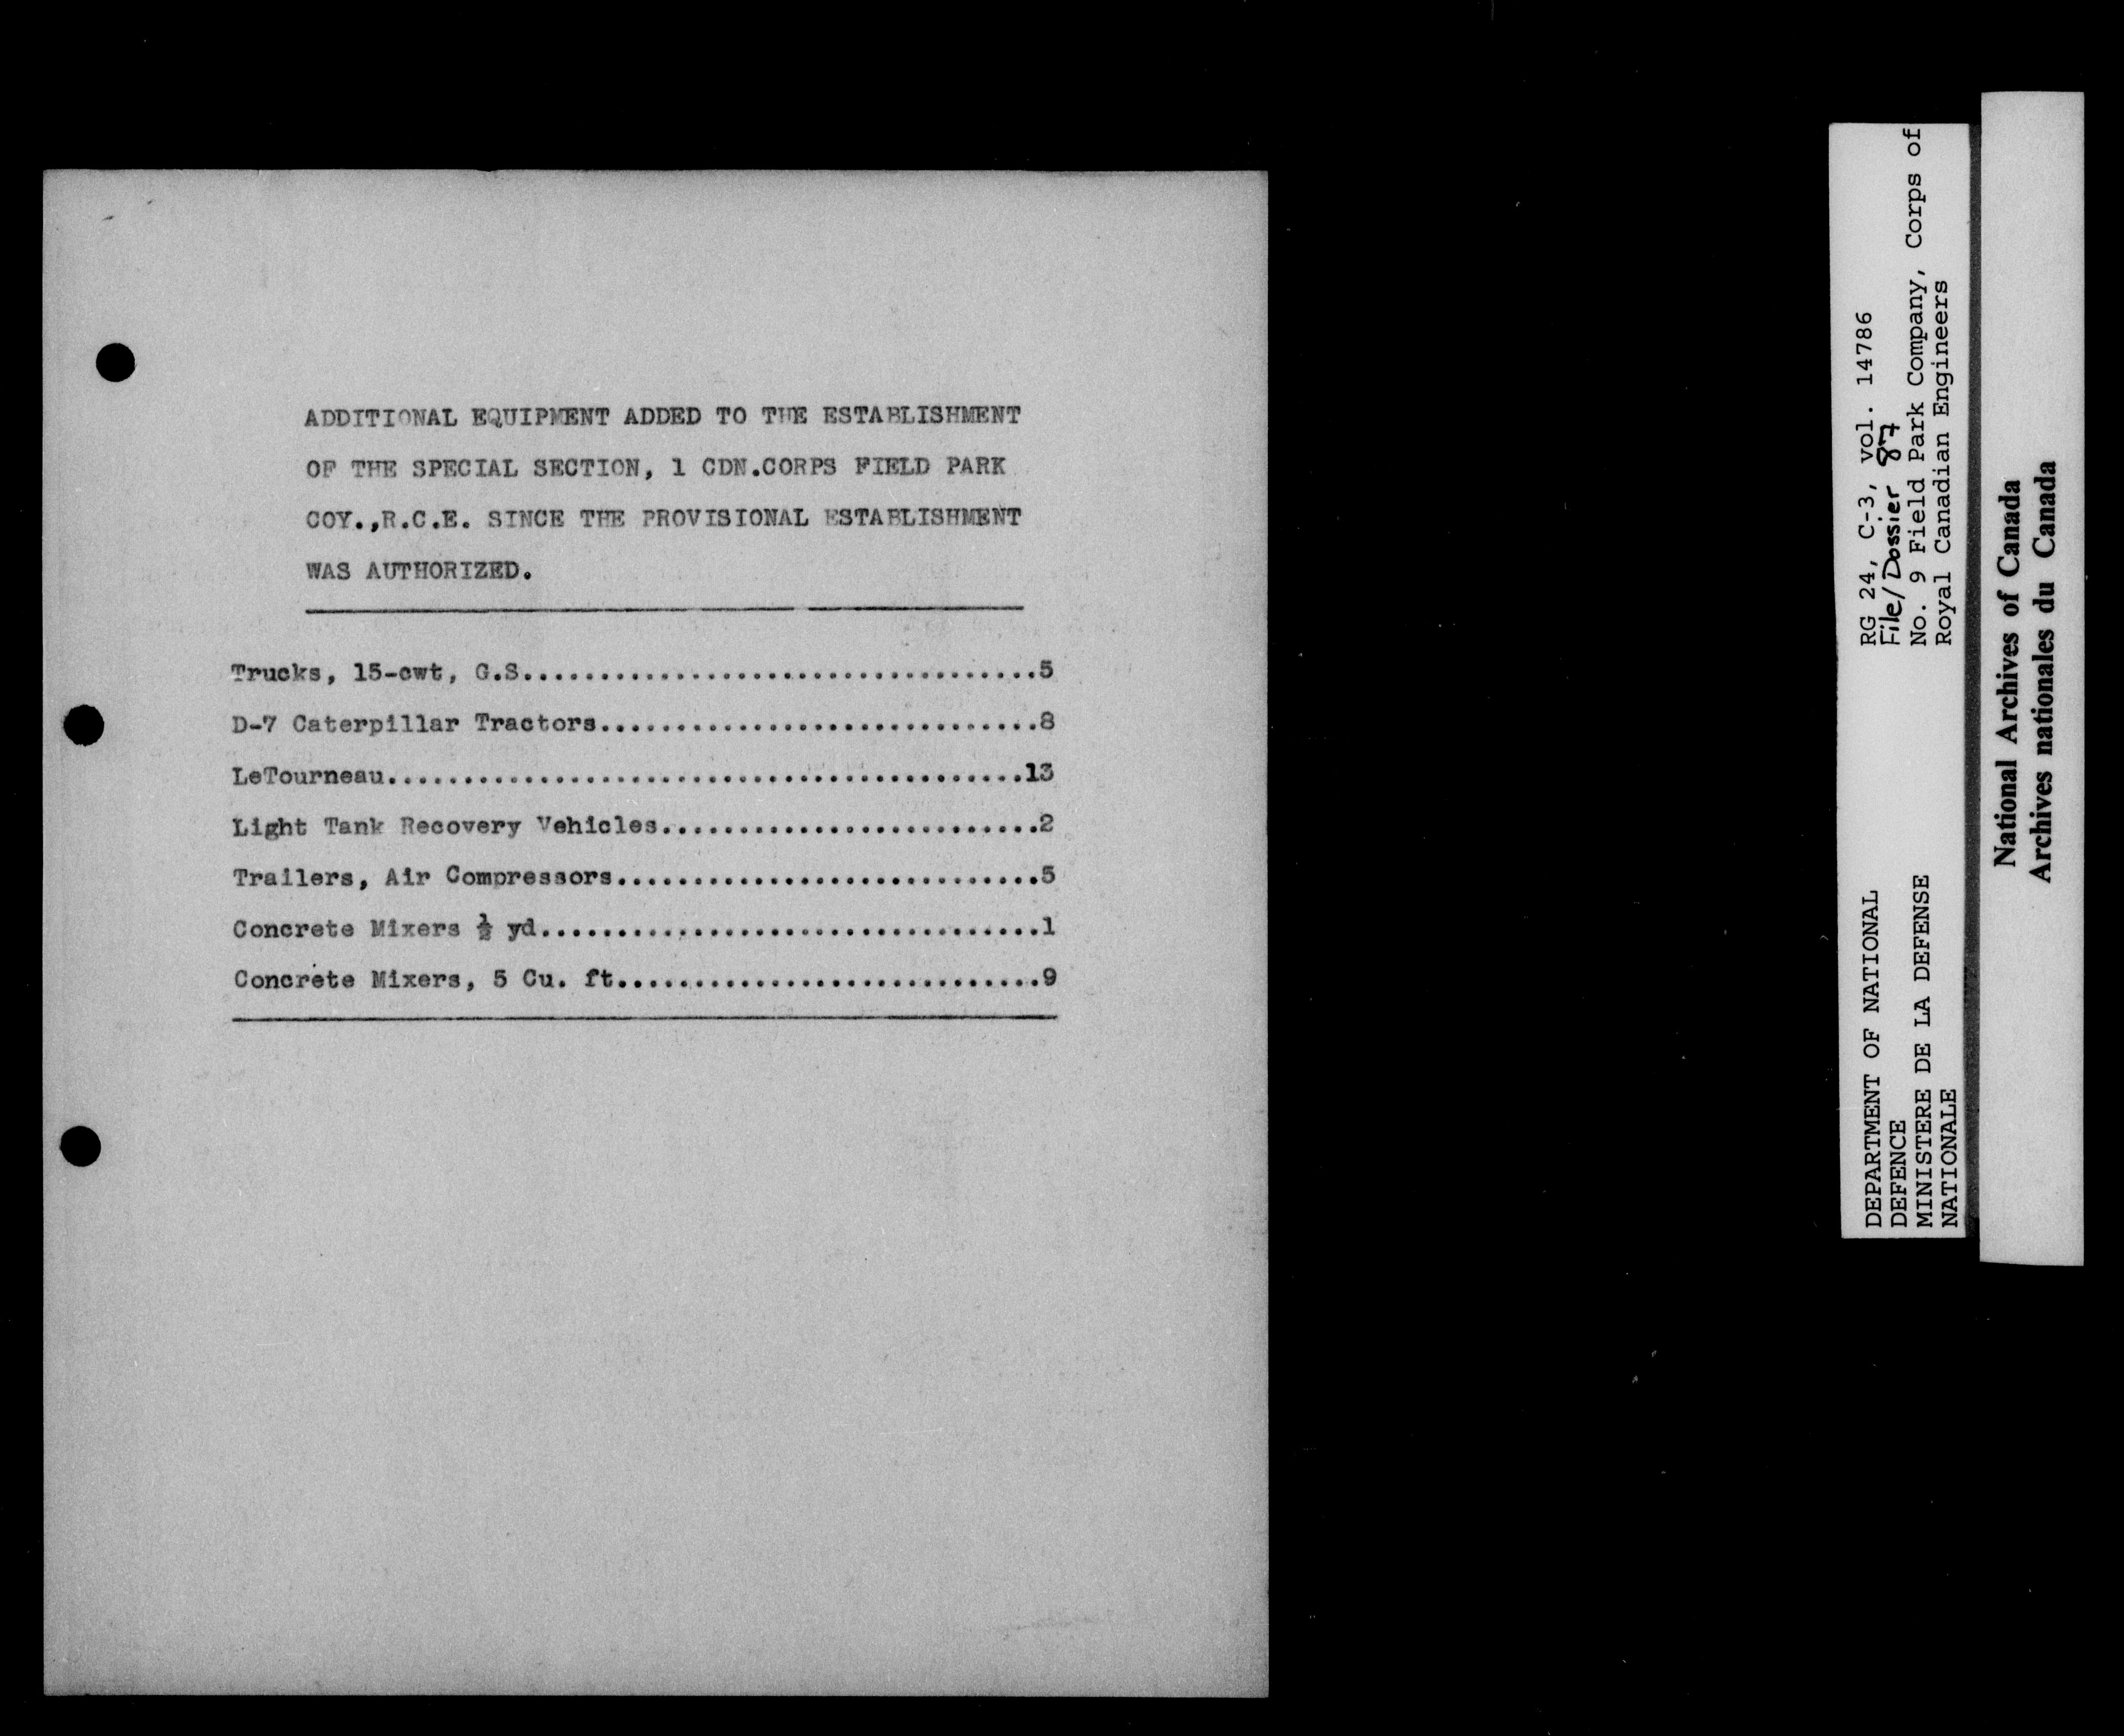 ADDITIONAL EQUIPMENT ADDED TO THE ESTABLISHMENT
OF THE SPECIAL SECTION, 1 CDN.CORPS FIELD PARK
COY.,R.C.E. SINCE THE PROVISIONAL ESTABLISHMENT
WAS AUTHORIZED.
Trucks, 15-cwt, G.S..................................5
D-7 Caterpillar Tractors.............................8
LeTourneau..........................................13
Light Tank Recovery Vehicles.........................2
Trailers, Air Compressors............................5
Concrete Mixers ½ yd.................................1
Concrete Mixers, 5 Cu. ft............................9
RG 24, C-3, vol. 14786
File/Dossier 87
No. 9 Field Park Company, Corps of
Royal Canadian Engineers
DEPARTMENT OF NATIONAL
DEFENCE
MINISTERE DE LA DEFENSE
NATIONALE
National Archives of Canada
Archives nationales du Canada